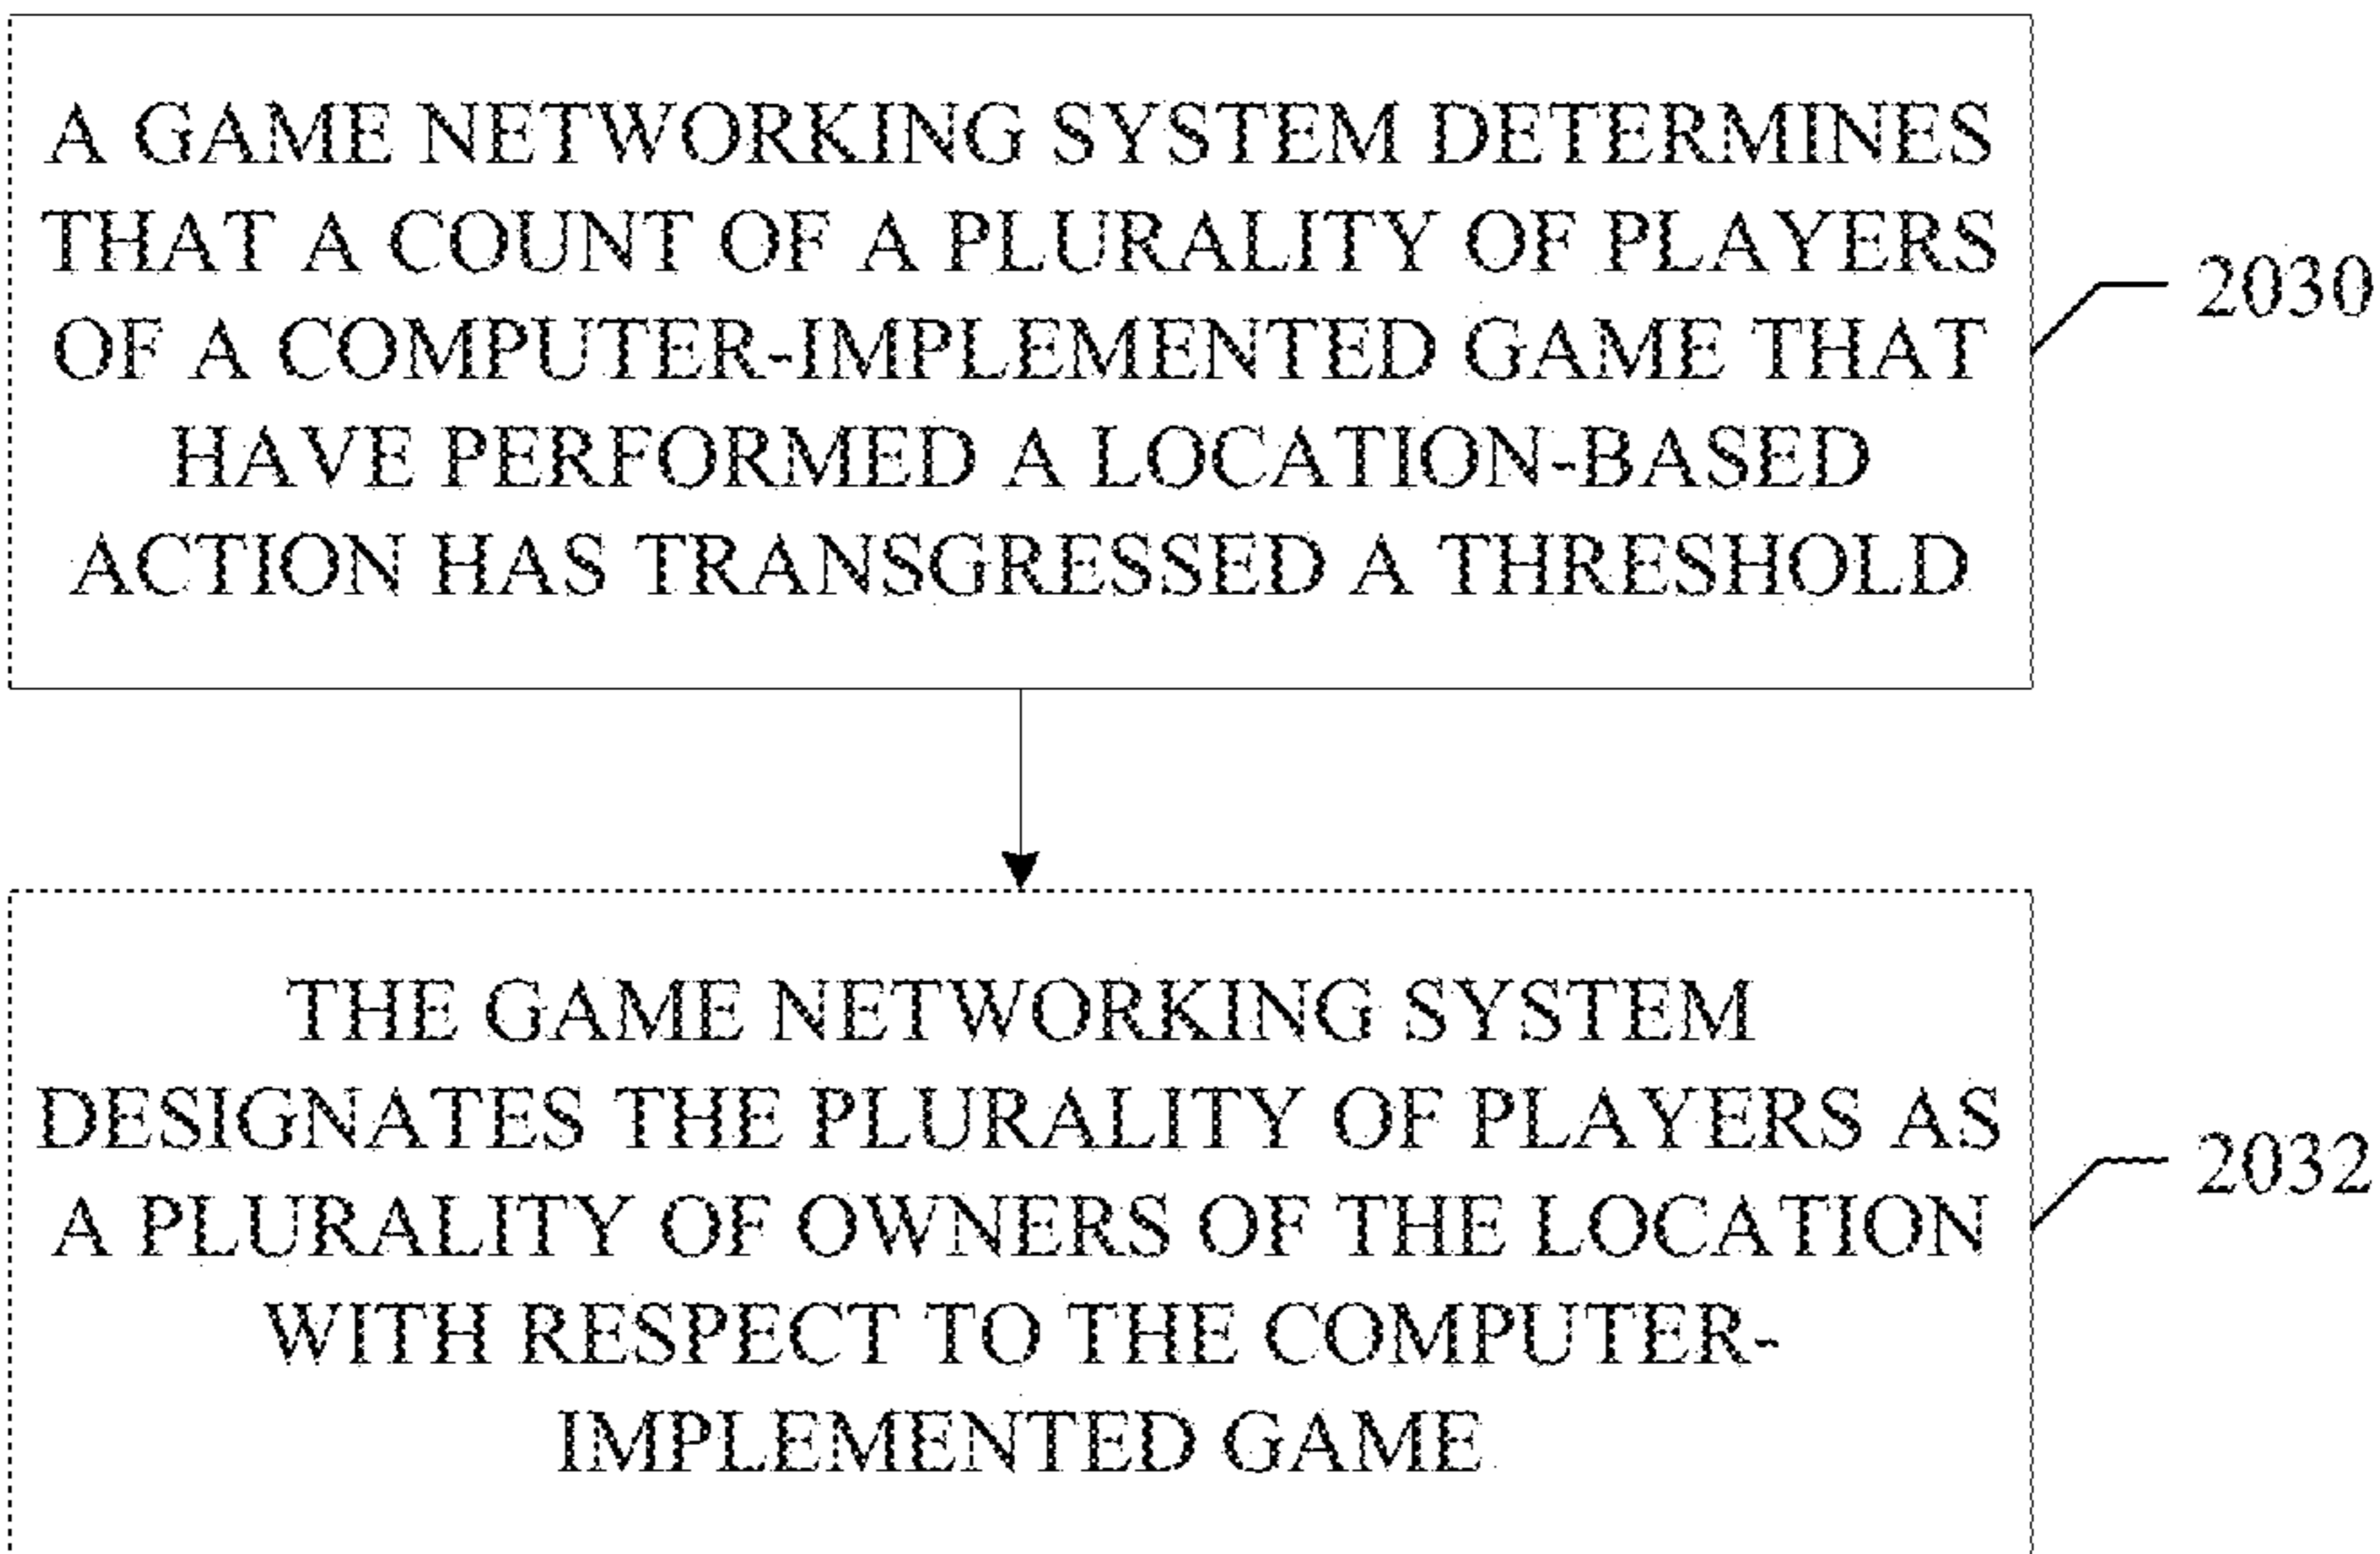 A GAME NETWORKING SYSTEM DETERMINES
THAT A COUNT OF A PLURALITY OF PLAYERS
OF A COMPUTER-IMPLEMENTED GAME THAT
HAVE PERFORMED A LOCATION-BASED
ACTION HAS TRANSGRESSED A THRESHOLD
2030
THE GAME NETWORKING SYSTEM
DESIGNATES THE PLURALITY OF PLAYERS AS
A PLURALITY OF OWNERS OF THE LOCATION
WITH RESPECT TO THE COMPUTER-
IMPLEMENTED GAME
2032